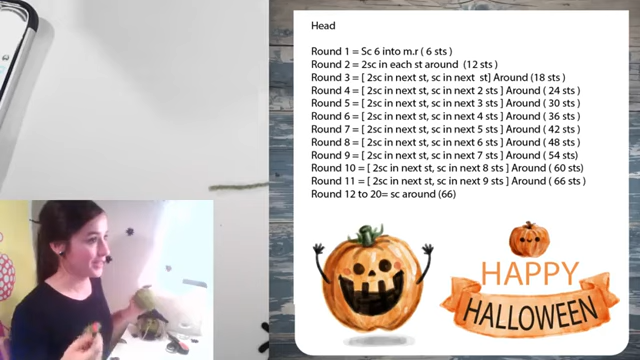 Head
Round 1 = Sc 6 into m.r ( 6 sts )
Round 2 = 2sc in each st around (12 sts )
Round 3 = [ 2sc in next st, sc in next st] Around (18 sts )
Round 4 = [ 2sc in next st, sc in next 2 sts ] Around ( 24 sts )
Round 5 = [ 2sc in next st, sc in next 3 sts ] Around ( 30 sts )
Round 6 = [ 2sc in next st, sc in next 4 sts ] Around ( 36 sts )
Round 7 = [ 2sc in next st, sc in next 5 sts ] Around ( 42 sts )
Round 8 = [ 2sc in next st, sc in next 6 sts ] Around ( 48 sts )
Round 9 = [ 2sc in next st, sc in next 7 sts ] Around ( 54 sts)
Round 10 = [ 2sc in next st, sc in next 8 sts ] Around ( 60 sts)
Round 11 = [ 2sc in next st, sc in next 9 sts ] Around ( 66 sts )
Round 12 to 20= sc around (66)
HAPPY
HALLOWEEN